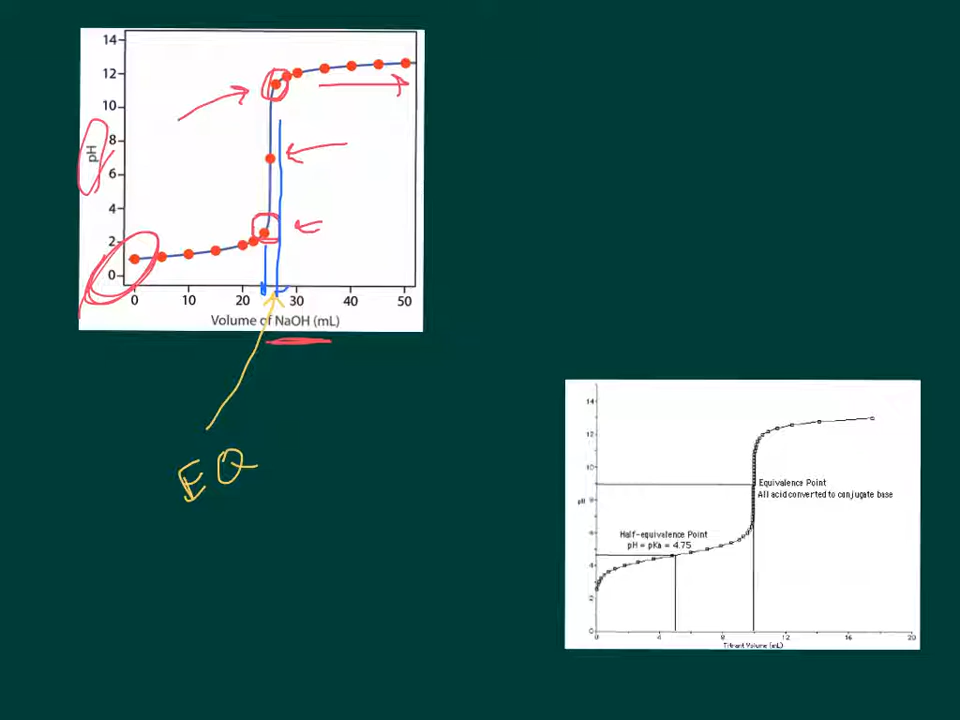 14
12
10
8
pH
6
4
2
0
0 10 20 30 40 50
Volume of NaOH (mL)
EQ
14
12
10
Equivalence Point
All acid converted to conjugate base
pH
8
Half-equivalence Point
pH = pKa = 4.75
6
4
2
0
0 4 8 12 16 20
Titrant Volume (mL)